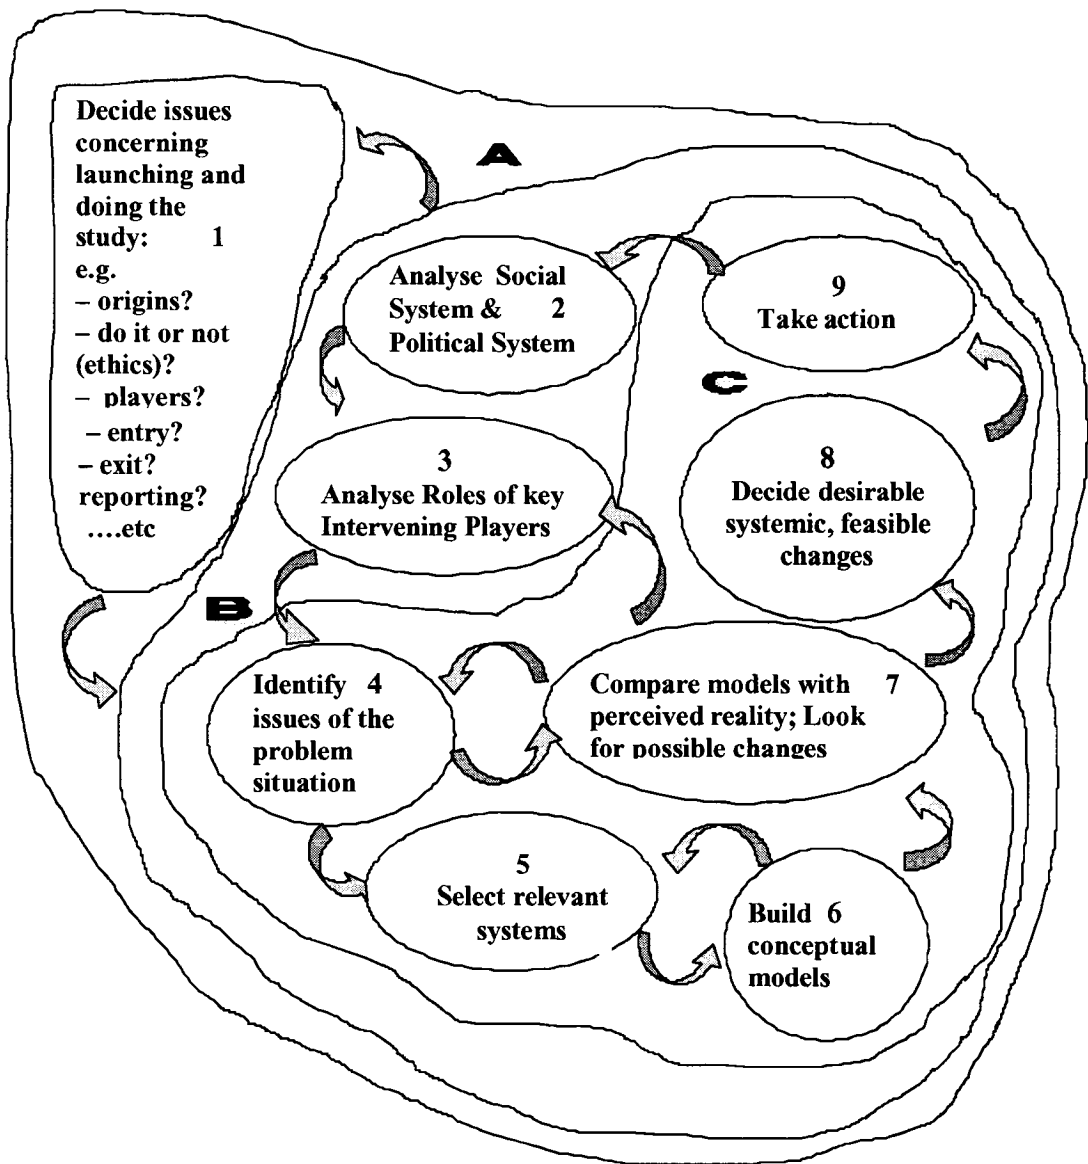 Decide issues
concerning
launching and
doing the
study: 1
e.g.
– origins?
– do it or not
(ethics)?
– players?
– entry?
– exit?
reporting?
....etc
A
Analyse Social
System & 2
Political System
9
Take action
C
3
Analyse Roles of key
Intervening Players
8
Decide desirable
systemic, feasible
changes
B
Identify 4
issues of the
problem
situation
Compare models with 7
perceived reality; Look
for possible changes
5
Select relevant
systems
Build 6
conceptual
models